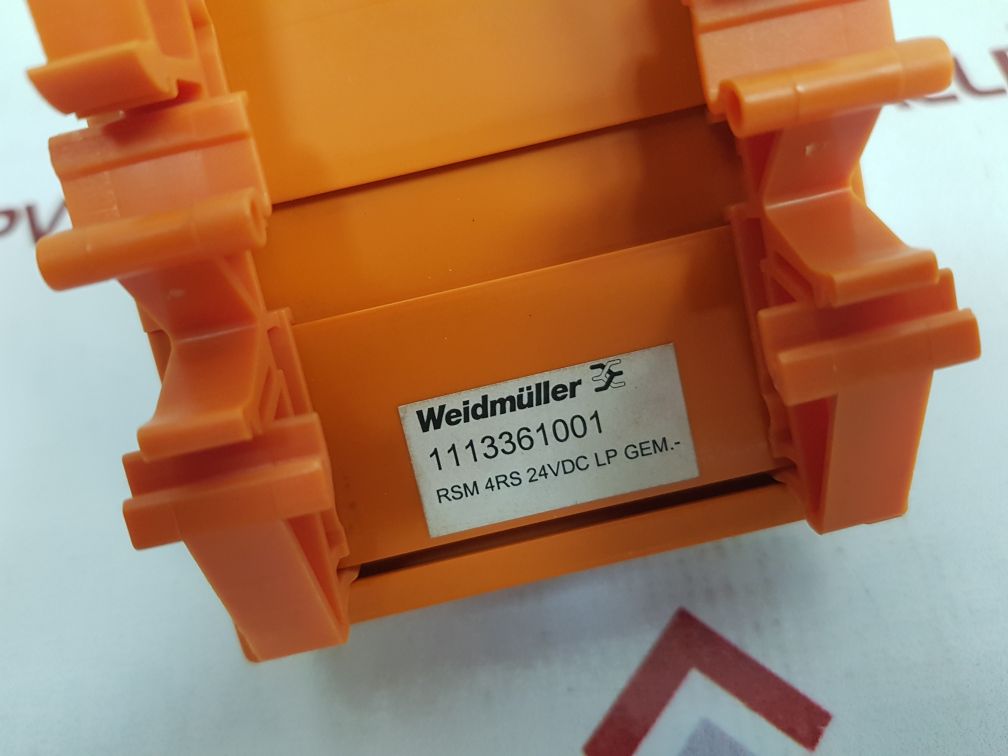 Weidmüller
1113361001
RSM 4RS 24VDC LP GEM.-